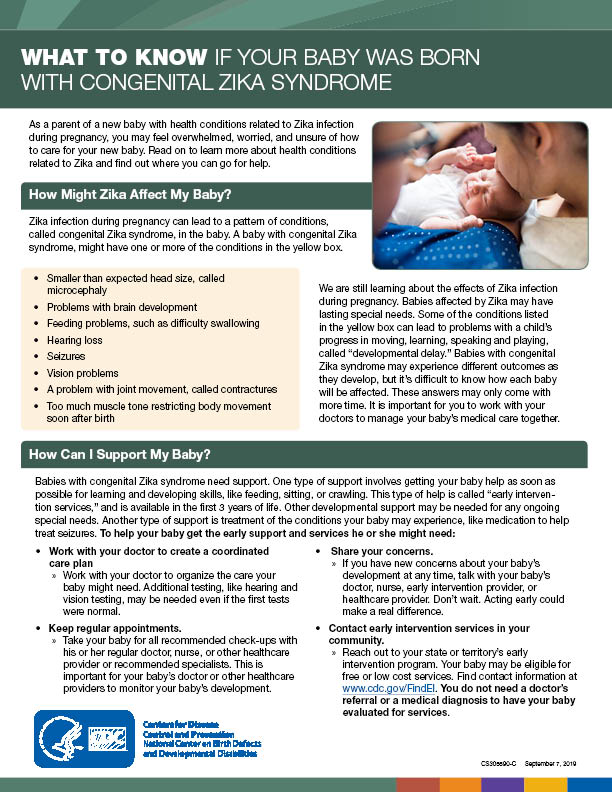 WHAT TO KNOW IF YOUR BABY WAS BORN
WITH CONGENITAL ZIKA SYNDROME
As a parent of a new baby with health conditions related to Zika infection
during pregnancy, you may feel overwhelmed, worried, and unsure of how
to care for your new baby. Read on to learn more about health conditions
related to Zika and find out where you can go for help.
How Might Zika Affect My Baby?
Zika infection during pregnancy can lead to a pattern of conditions,
called congenital Zika syndrome, in the baby. A baby with congenital Zika
syndrome, might have one or more of the conditions in the yellow box.
• Smaller than expected head size, called
microcephaly
• Problems with brain development
• Feeding problems, such as difficulty swallowing
• Hearing loss
• Seizures
• Vision problems
• A problem with joint movement, called contractures
• Too much muscle tone restricting body movement
soon after birth
We are still learning about the effects of Zika infection
during pregnancy. Babies affected by Zika may have
lasting special needs. Some of the conditions listed
in the yellow box can lead to problems with a child's
progress in moving, learning, speaking and playing,
called "developmental delay." Babies with congenital
Zika syndrome may experience different outcomes as
they develop, but it's difficult to know how each baby
will be affected. These answers may only come with
more time. It is important for you to work with your
doctors to manage your baby's medical care together.
How Can I Support My Baby?
Babies with congenital Zika syndrome need support. One type of support involves getting your baby help as soon as
possible for learning and developing skills, like feeding, sitting, or crawling. This type of help is called "early interven-
tion services," and is available in the first 3 years of life. Other developmental support may be needed for any ongoing
special needs. Another type of support is treatment of the conditions your baby may experience, like medication to help
treat seizures. To help your baby get the early support and services he or she might need:
• Work with your doctor to create a coordinated
care plan
» Work with your doctor to organize the care your
baby might need. Additional testing, like hearing and
vision testing, may be needed even if the first tests
were normal.
• Keep regular appointments.
» Take your baby for all recommended check-ups with
his or her regular doctor, nurse, or other healthcare
provider or recommended specialists. This is
important for your baby's doctor or other healthcare
providers to monitor your baby's development.
• Share your concerns.
» If you have new concerns about your baby's
development at any time, talk with your baby's
doctor, nurse, early intervention provider, or
healthcare provider. Don't wait. Acting early could
make a real difference.
• Contact early intervention services in your
community.
» Reach out to your state or territory's early
intervention program. Your baby may be eligible for
free or low cost services. Find contact information at
www.cdc.gov/FindEI. You do not need a doctor's
referral or a medical diagnosis to have your baby
evaluated for services.
CDC
Centers for Disease
Control and Prevention
National Center on Birth Defects
and Developmental Disabilities
CS306690-C September 7, 2019